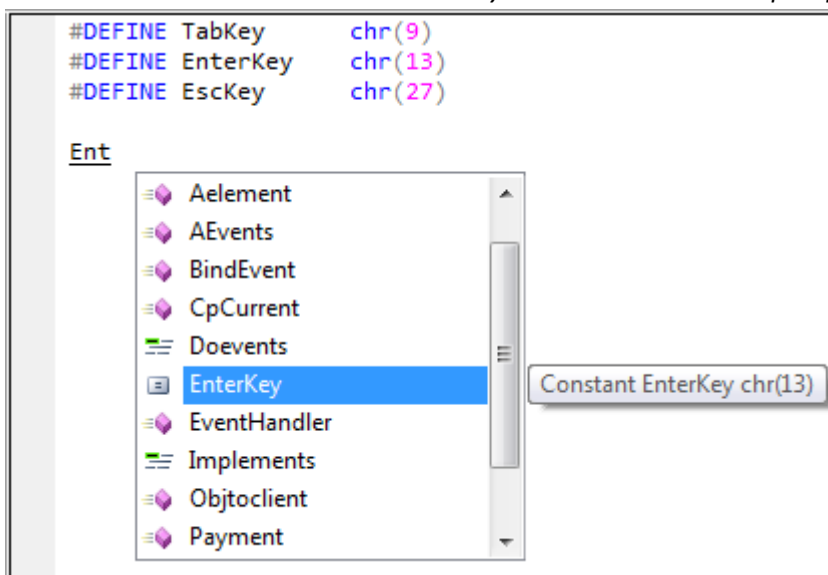 #DEFINE TabKey chr(9)
#DEFINE EnterKey chr(13)
#DEFINE EscKey chr(27)
Ent
Aelement
AEvents
BindEvent
CpCurrent
Doevents
EnterKey
Constant EnterKey chr(13)
EventHandler
Implements
Objtoclient
Payment